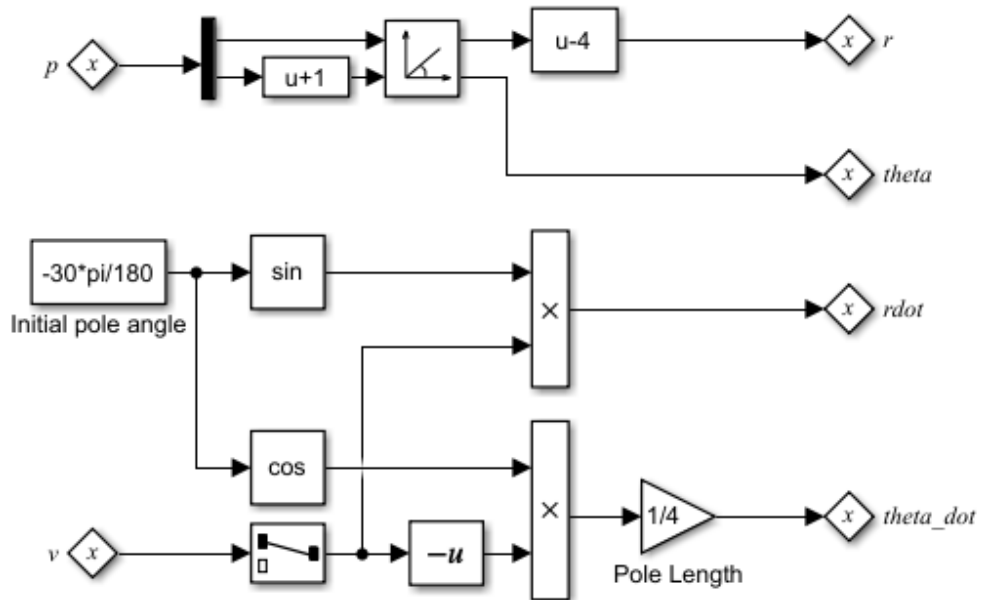 p
x
u+1
u-4
x
r
x
theta
-30*pi/180
Initial pole angle
sin
×
x
rdot
cos
×
v
x
−u
1/4
Pole Length
x
theta_dot